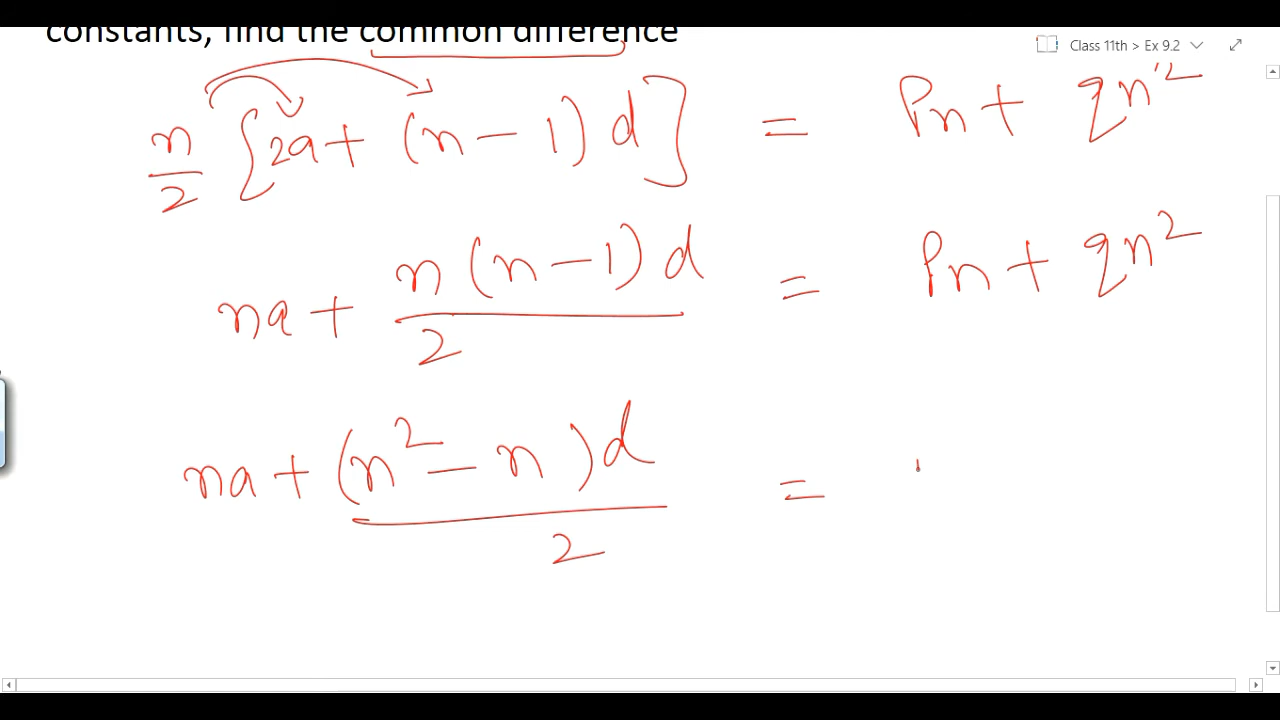 constants, find the common difference
Class 11th > Ex 9.2
n/2 [2a + (n - 1) d] = Pn + qn²
na + n(n - 1)d/2 = Pn + qn²
na + (n² - n)d/2 =